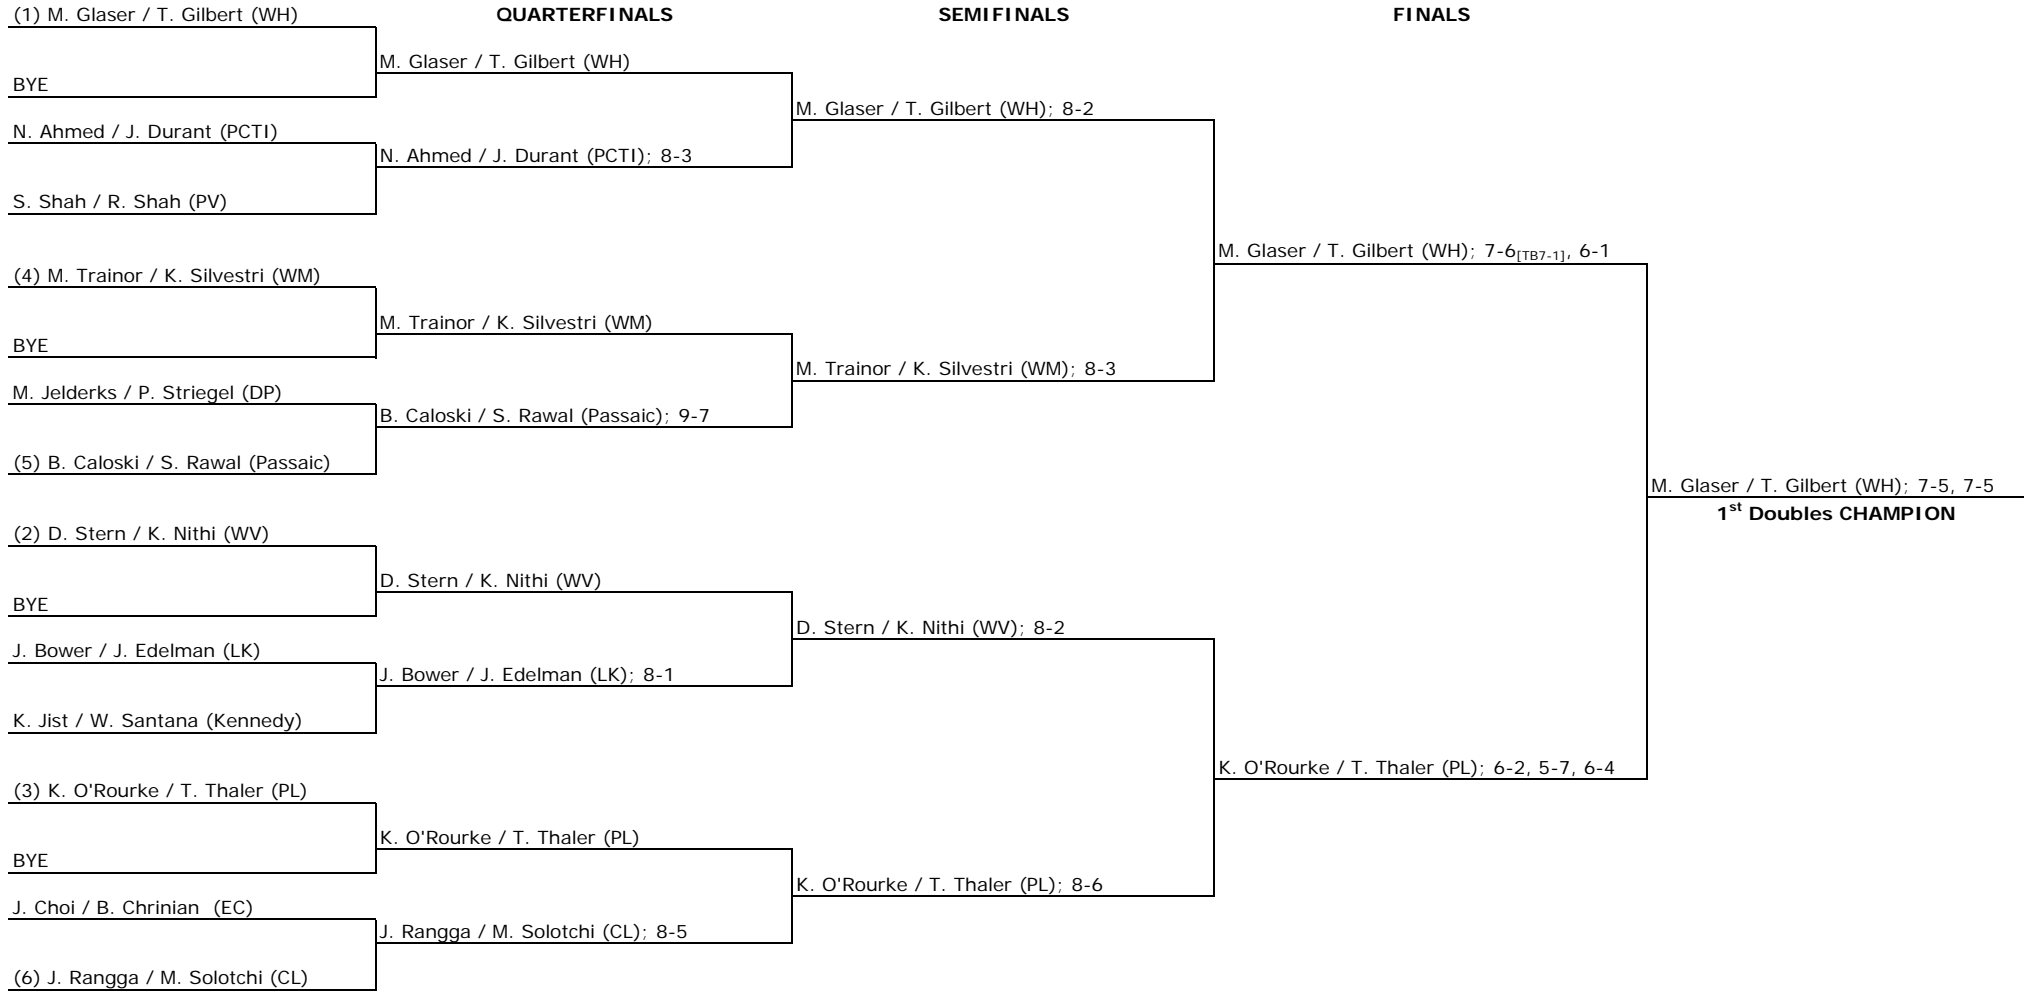 (1) M. Glaser / T. Gilbert (WH)
BYE
N. Ahmed / J. Durant (PCTI)
S. Shah / R. Shah (PV)
(4) M. Trainor / K. Silvestri (WM)
BYE
M. Jelderks / P. Striegel (DP)
(5) B. Caloski / S. Rawal (Passaic)
(2) D. Stern / K. Nithi (WV)
BYE
J. Bower / J. Edelman (LK)
K. Jist / W. Santana (Kennedy)
(3) K. O'Rourke / T. Thaler (PL)
BYE
J. Choi / B. Chrinian (EC)
(6) J. Rangga / M. Solotchi (CL)
QUARTERFINALS
M. Glaser / T. Gilbert (WH)
N. Ahmed / J. Durant (PCTI); 8-3
M. Trainor / K. Silvestri (WM)
B. Caloski / S. Rawal (Passaic); 9-7
D. Stern / K. Nithi (WV)
J. Bower / J. Edelman (LK); 8-1
K. O'Rourke / T. Thaler (PL)
J. Rangga / M. Solotchi (CL); 8-5
SEMIFINALS
M. Glaser / T. Gilbert (WH); 8-2
M. Trainor / K. Silvestri (WM); 8-3
D. Stern / K. Nithi (WV); 8-2
K. O'Rourke / T. Thaler (PL); 8-6
FINALS
M. Glaser / T. Gilbert (WH); 7-6[TB7-1], 6-1
K. O'Rourke / T. Thaler (PL); 6-2, 5-7, 6-4
M. Glaser / T. Gilbert (WH); 7-5, 7-5
1st Doubles CHAMPION